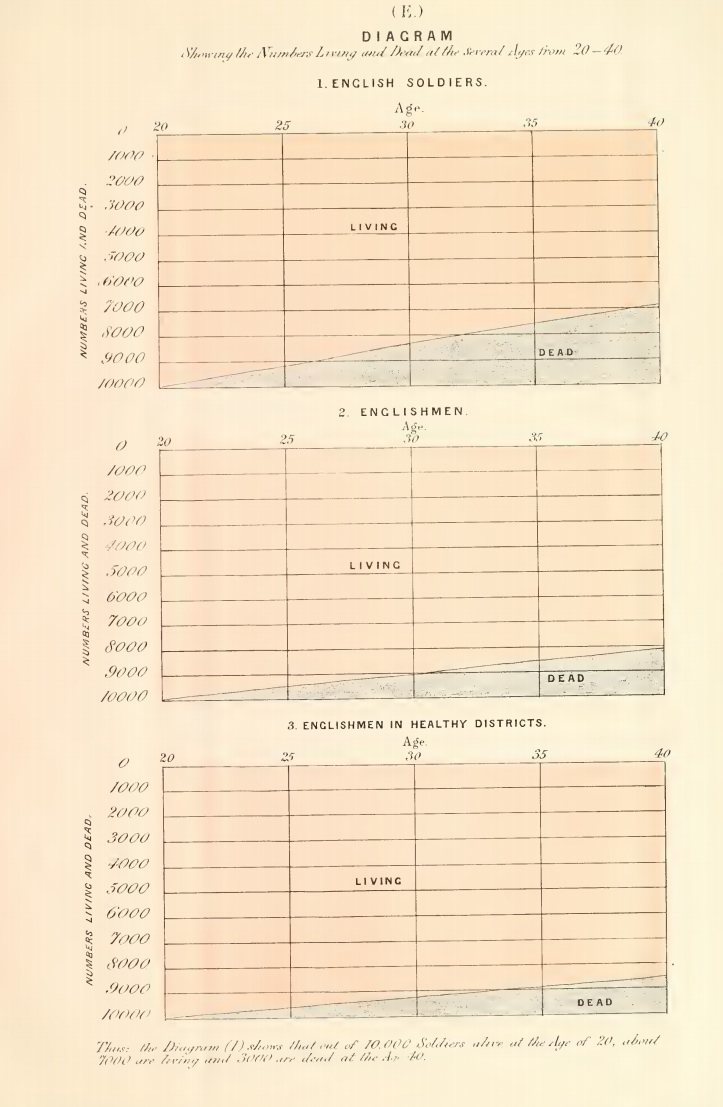 (E.)
DIAGRAM
Showing the Numbers Living and Dead at the Several Ages from 20–40
1. ENGLISH SOLDIERS.
Age.
0 20 25 30 35 40
1000
2000
3000
4000
5000
6000
7000
8000
9000
10000
NUMBERS LIVING AND DEAD.
LIVING
DEAD
2. ENGLISHMEN.
Age.
0 20 25 30 35 40
1000
2000
3000
4000
5000
6000
7000
8000
9000
10000
NUMBERS LIVING AND DEAD.
LIVING
DEAD
3. ENGLISHMEN IN HEALTHY DISTRICTS.
Age.
0 20 25 30 35 40
1000
2000
3000
4000
5000
6000
7000
8000
9000
10000
NUMBERS LIVING AND DEAD.
LIVING
DEAD
Thus: the Diagram (1) shows that out of 10,000 Soldiers alive at the Age of 20, about
7000 are living and 3000 are dead at the 40.